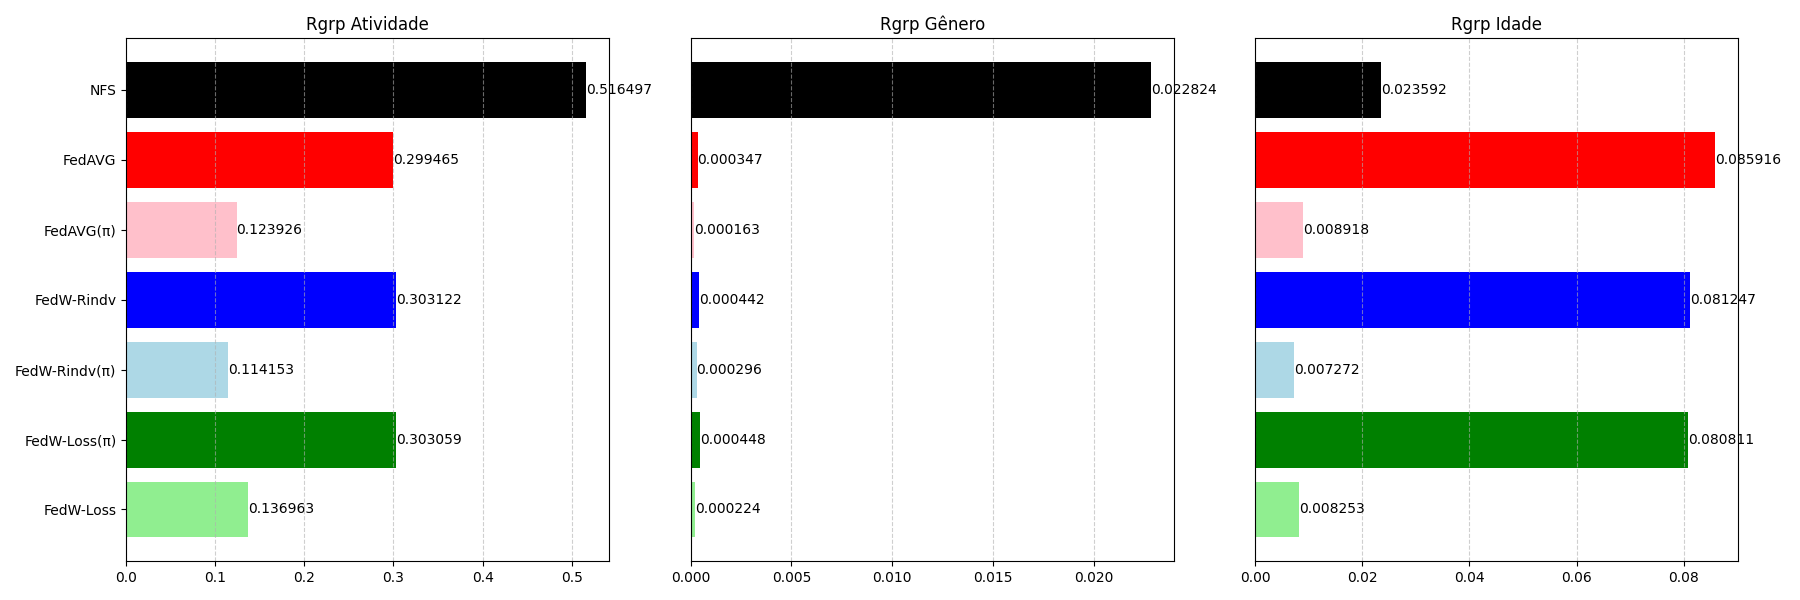 Rgrp Atividade
NFS
FedAVG
FedAVG(π)
FedW-Rindv
FedW-Rindv(π)
FedW-Loss(π)
FedW-Loss
0.516497
0.299465
0.123926
0.303122
0.114153
0.303059
0.136963
0.0 0.1 0.2 0.3 0.4 0.5
Rgrp Gênero
0.022824
0.000347
0.000163
0.000442
0.000296
0.000448
0.000224
0.000 0.005 0.010 0.015 0.020
Rgrp Idade
0.023592
0.085916
0.008918
0.081247
0.007272
0.080811
0.008253
0.00 0.02 0.04 0.06 0.08